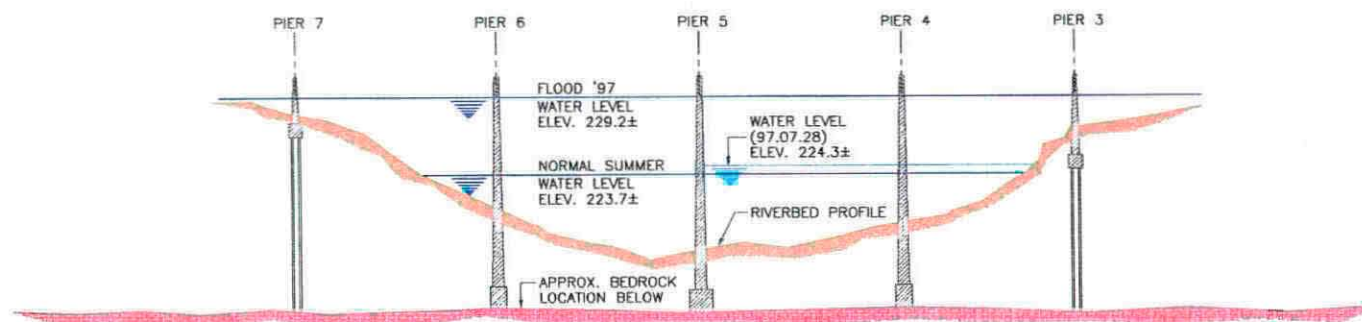 PIER 7
PIER 6
PIER 5
PIER 4
PIER 3
FLOOD '97
WATER LEVEL
ELEV. 229.2±
WATER LEVEL
(97.07.28)
ELEV. 224.3±
NORMAL SUMMER
WATER LEVEL
ELEV. 223.7±
RIVERBED PROFILE
APPROX. BEDROCK
LOCATION BELOW